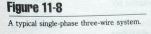 Figure 11-8
A typical single-phase three-wire system.